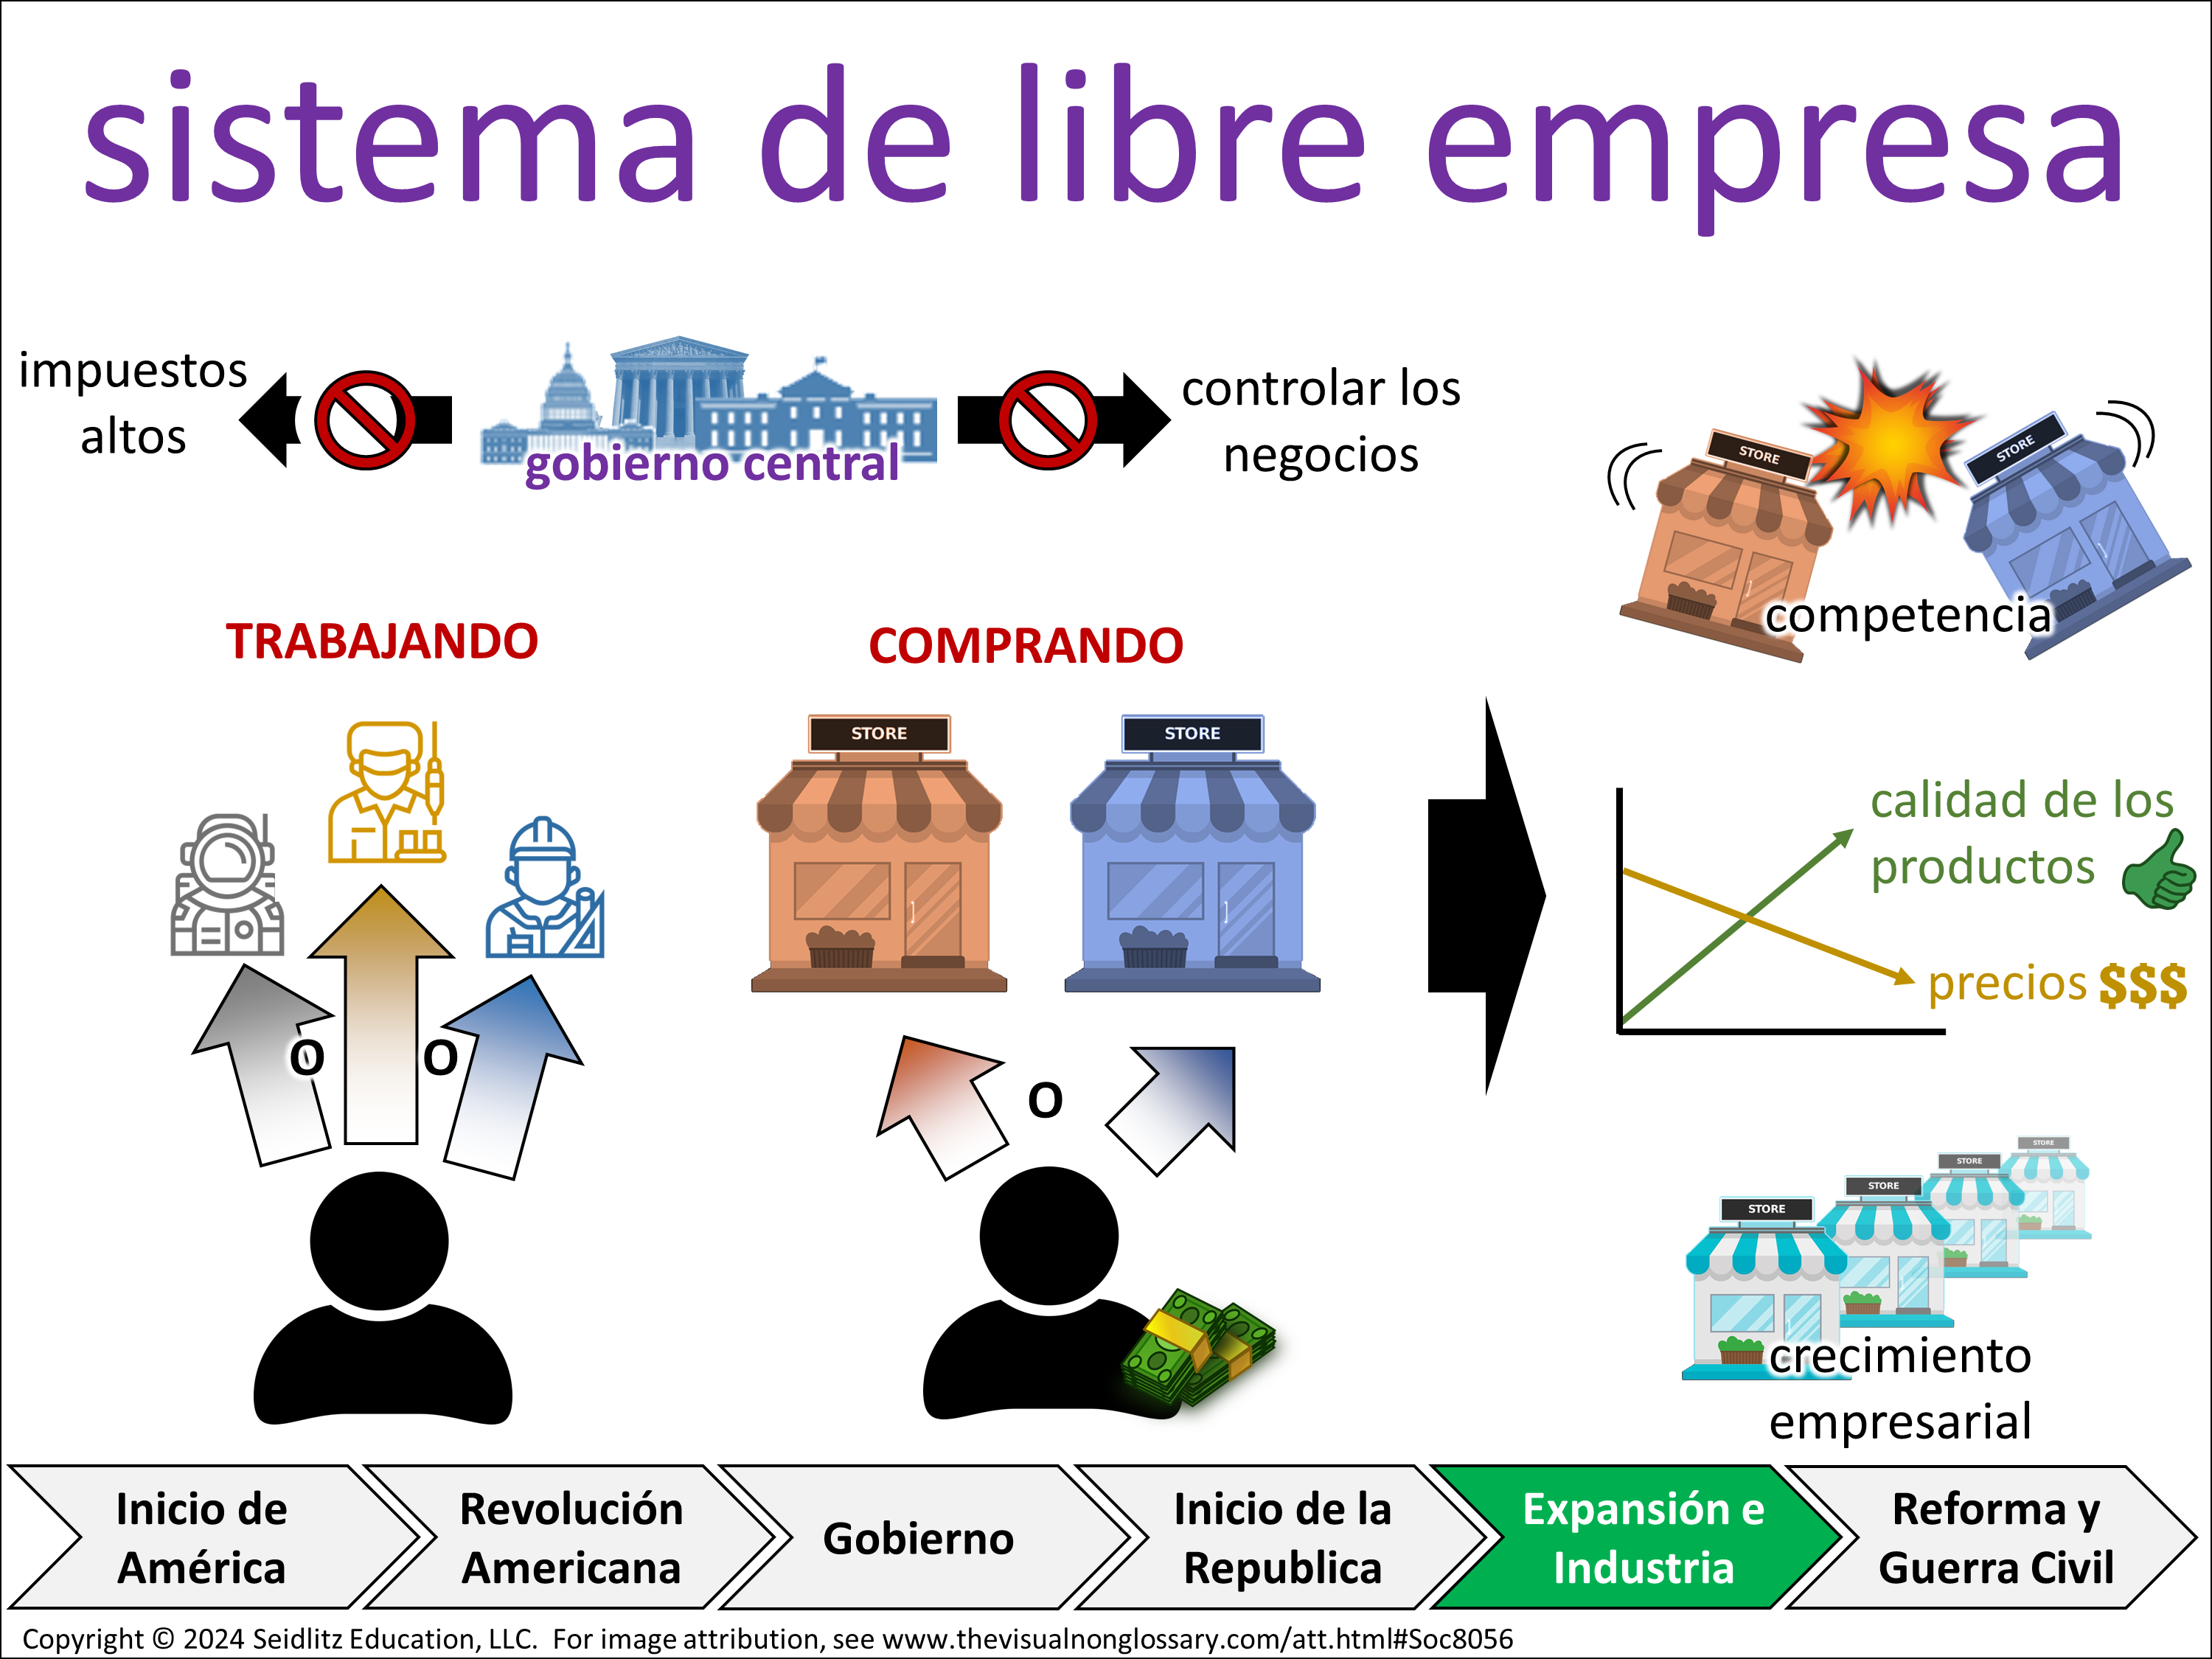 sistema de libre empresa
impuestos
altos
gobierno central
controlar los
negocios
STORE
STORE
competencia
TRABAJANDO
COMPRANDO
STORE
STORE
O
O
O
calidad de los
productos
precios $$$
STORE
STORE
STORE
STORE
crecimiento
empresarial
Inicio de
América
Revolución
Americana
Gobierno
Inicio de la
Republica
Expansión e
Industria
Reforma y
Guerra Civil
Copyright © 2024 Seidlitz Education, LLC.  For image attribution, see www.thevisualnonglossary.com/att.html#Soc8056